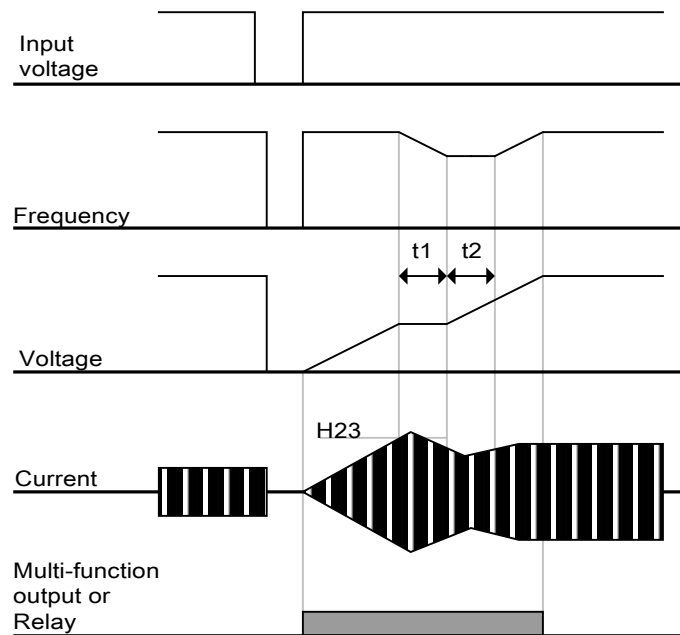 Input
voltage
Frequency
t1 t2
Voltage
H23
Current
Multi-function
output or
Relay